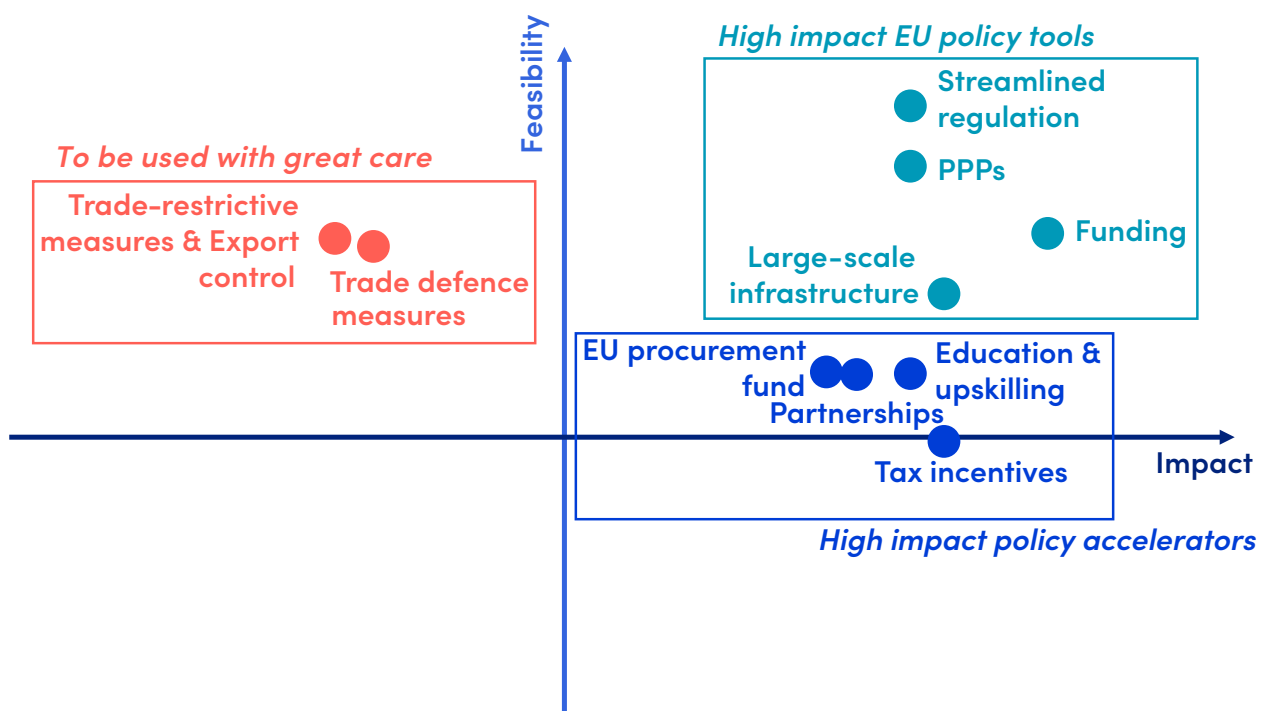 High impact EU policy tools
Feasibility
Streamlined
regulation
PPPs
Funding
Large-scale
infrastructure
To be used with great care
Trade-restrictive
measures & Export
control
Trade defence
measures
EU procurement
fund
Partnerships
Education &
upskilling
Tax incentives
Impact
High impact policy accelerators